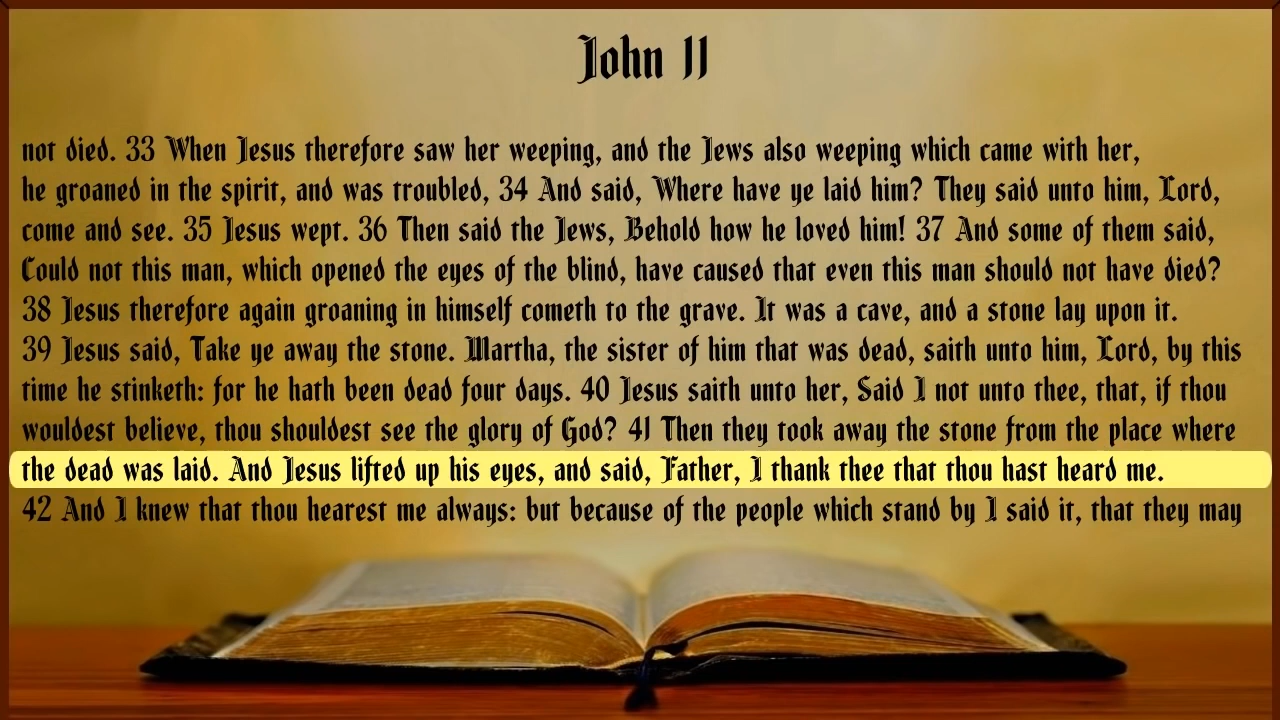 John 11
not died. 33 When Jesus therefore saw her weeping, and the Jews also weeping which came with her,
he groaned in the spirit, and was troubled, 34 And said, Where have ye laid him? They said unto him, Lord,
come and see. 35 Jesus wept. 36 Then said the Jews, Behold how he loved him! 37 And some of them said,
Could not this man, which opened the eyes of the blind, have caused that even this man should not have died?
38 Jesus therefore again groaning in himself cometh to the grave. It was a cave, and a stone lay upon it.
39 Jesus said, Take ye away the stone. Martha, the sister of him that was dead, saith unto him, Lord, by this
time he stinketh: for he hath been dead four days. 40 Jesus saith unto her, Said I not unto thee, that, if thou
wouldest believe, thou shouldest see the glory of God? 41 Then they took away the stone from the place where
the dead was laid. And Jesus lifted up his eyes, and said, Father, I thank thee that thou hast heard me.
42 And I knew that thou hearest me always: but because of the people which stand by I said it, that they may